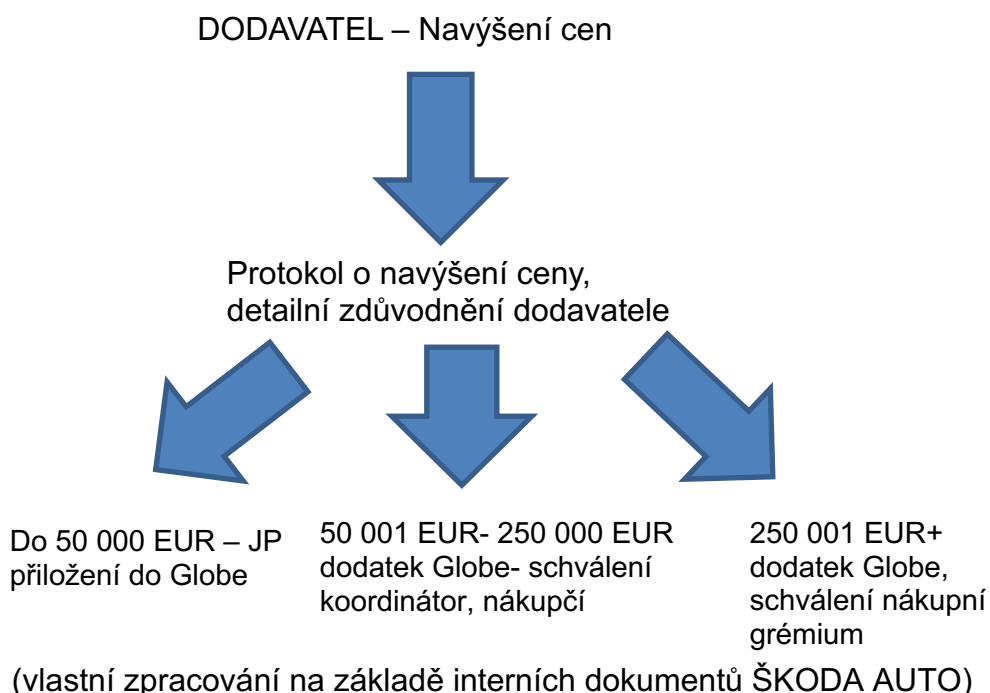 DODAVATEL – Navýšení cen
Protokol o navýšení ceny,
detailní zdůvodnění dodavatele
Do 50 000 EUR – JP
přiložení do Globe
50 001 EUR- 250 000 EUR
dodatek Globe- schválení
koordinátor, nákupčí
250 001 EUR+
dodatek Globe,
schválení nákupní
grémium
(vlastní zpracování na základě interních dokumentů ŠKODA AUTO)